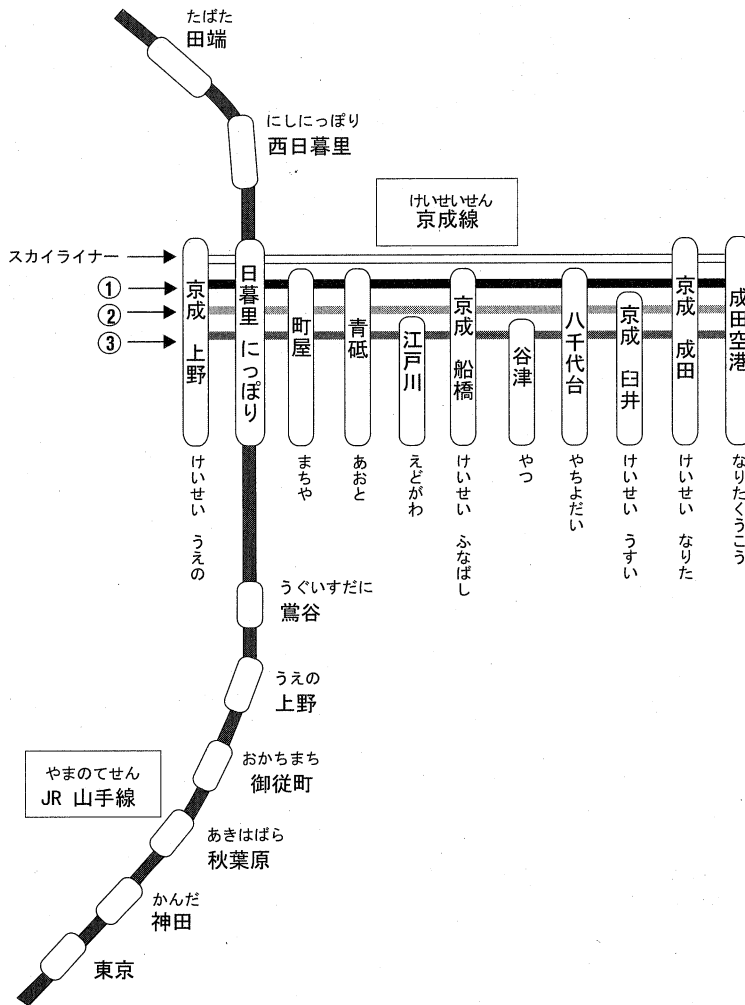 たばた
田端
にしにっぽり
西日暮里
けいせいせん
京成線
スカイライナー
①
②
③
京成 上野
日暮里 にっぽり
町屋
青砥
江戸川
京成 船橋
谷津
八千代台
京成 臼井
京成 成田
成田空港
けいせい うえの
まちや
あおと
えどがわ
けいせい ふなばし
やつ
やちよだい
けいせい うすい
けいせい なりた
なりたくうこう
うぐいすだに
鶯谷
うえの
上野
おかちまち
御従町
やまのてせん
JR 山手線
あきはばら
秋葉原
かんだ
神田
東京